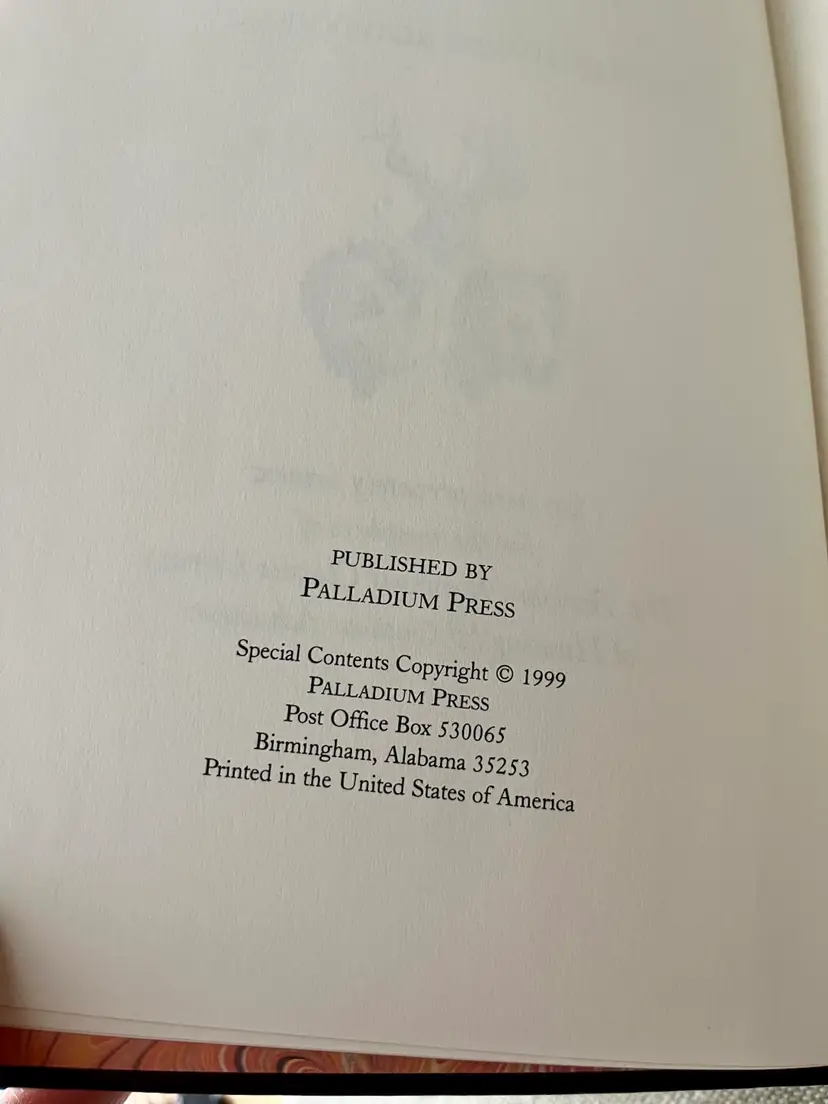 PUBLISHED BY
PALLADIUM PRESS
Special Contents Copyright © 1999
PALLADIUM PRESS
Post Office Box 530065
Birmingham, Alabama 35253
Printed in the United States of America